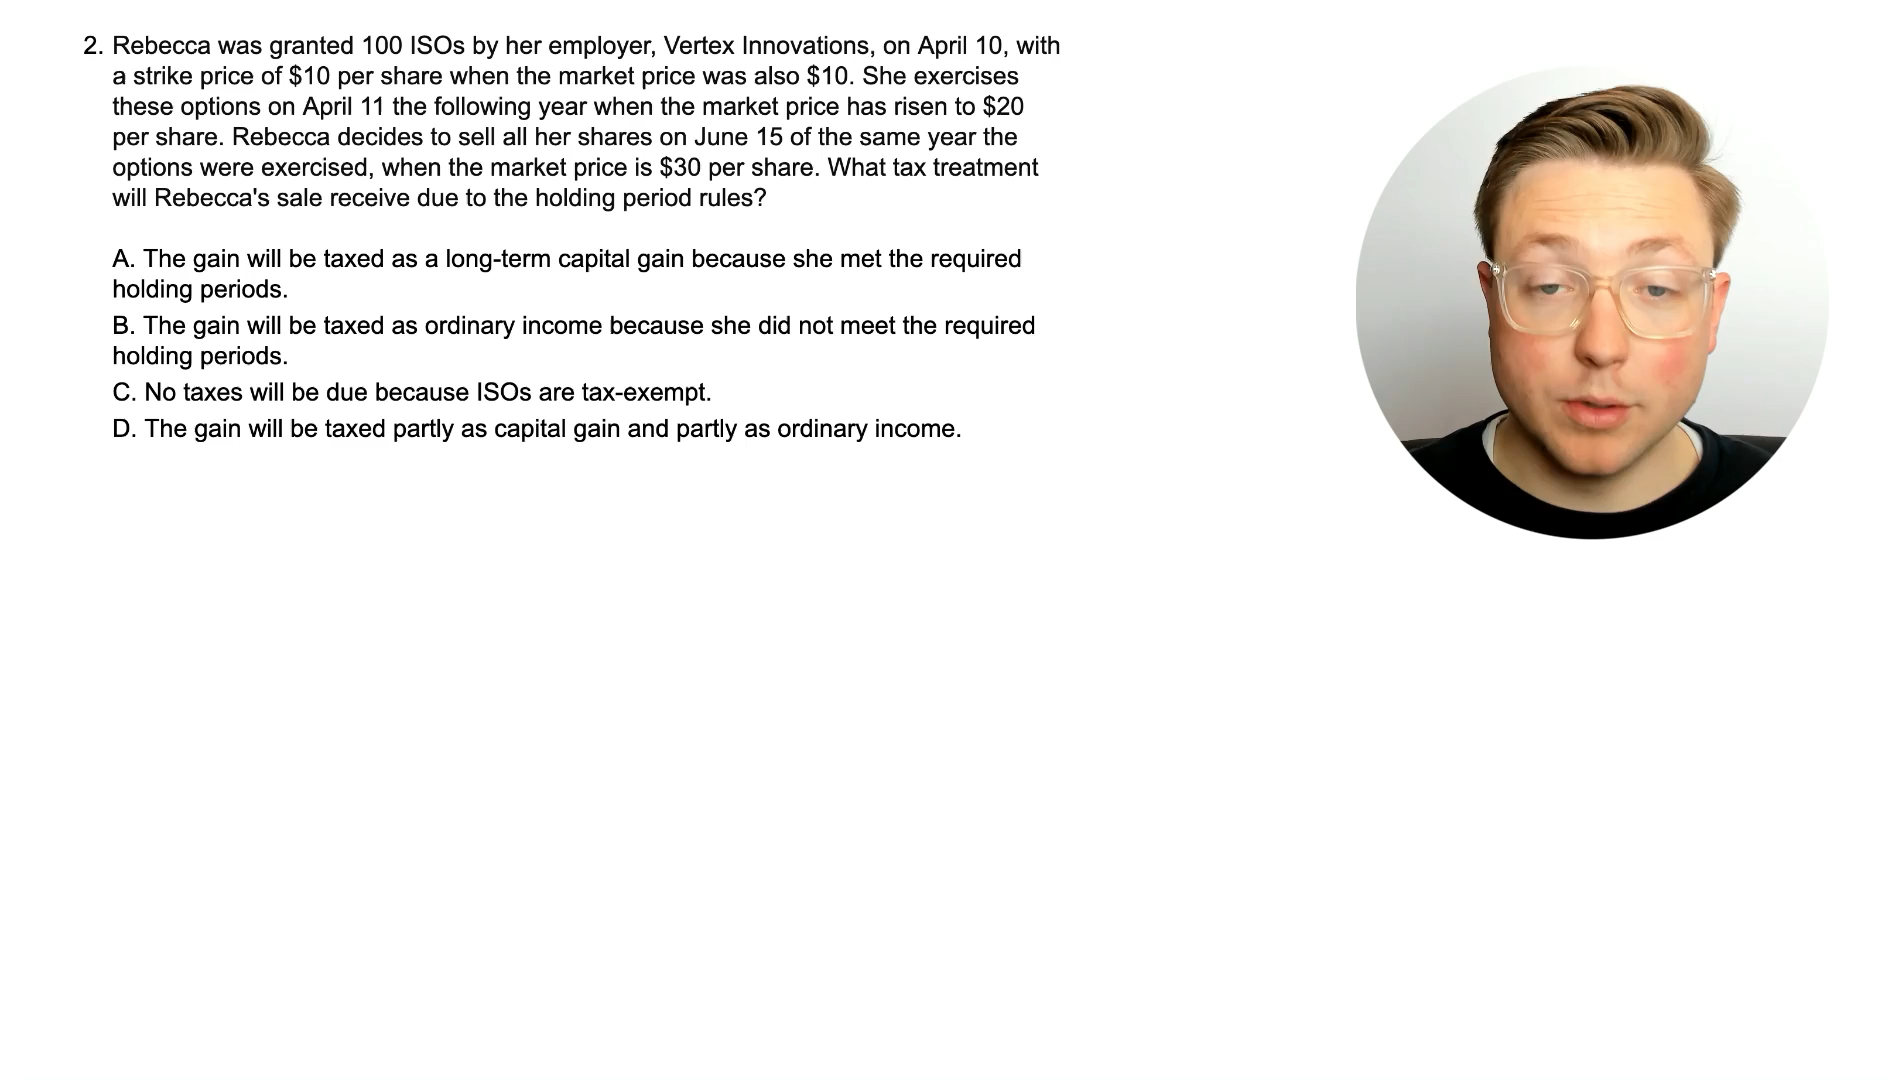 2. Rebecca was granted 100 ISOs by her employer, Vertex Innovations, on April 10, with
a strike price of $10 per share when the market price was also $10. She exercises
these options on April 11 the following year when the market price has risen to $20
per share. Rebecca decides to sell all her shares on June 15 of the same year the
options were exercised, when the market price is $30 per share. What tax treatment
will Rebecca's sale receive due to the holding period rules?
A. The gain will be taxed as a long-term capital gain because she met the required
holding periods.
B. The gain will be taxed as ordinary income because she did not meet the required
holding periods.
C. No taxes will be due because ISOs are tax-exempt.
D. The gain will be taxed partly as capital gain and partly as ordinary income.